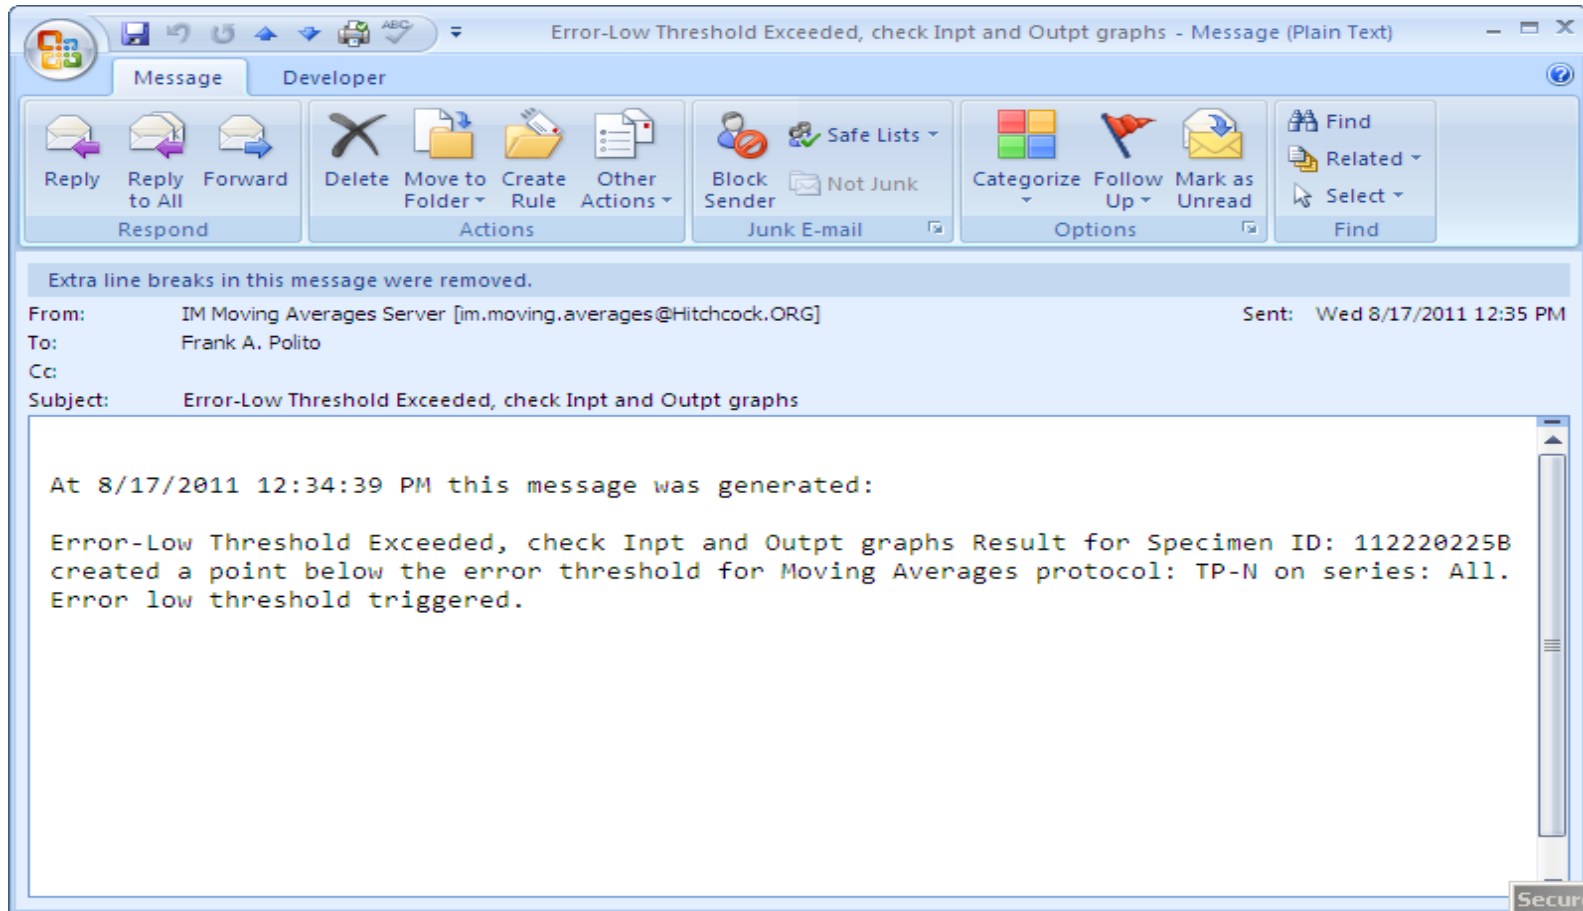 Error-Low Threshold Exceeded, check Inpt and Outpt graphs - Message (Plain Text)
Message Developer
Reply
Reply to All
Forward
Respond
Delete
Move to Folder
Create Rule
Other Actions
Actions
Block Sender
Safe Lists
Not Junk
Junk E-mail
Categorize
Follow Up
Mark as Unread
Options
Find
Related
Select
Find
Extra line breaks in this message were removed.
From: IM Moving Averages Server [im.moving.averages@Hitchcock.ORG] Sent: Wed 8/17/2011 12:35 PM
To: Frank A. Polito
Cc:
Subject: Error-Low Threshold Exceeded, check Inpt and Outpt graphs
At 8/17/2011 12:34:39 PM this message was generated:
Error-Low Threshold Exceeded, check Inpt and Outpt graphs Result for Specimen ID: 112220225B
created a point below the error threshold for Moving Averages protocol: TP-N on series: All.
Error low threshold triggered.